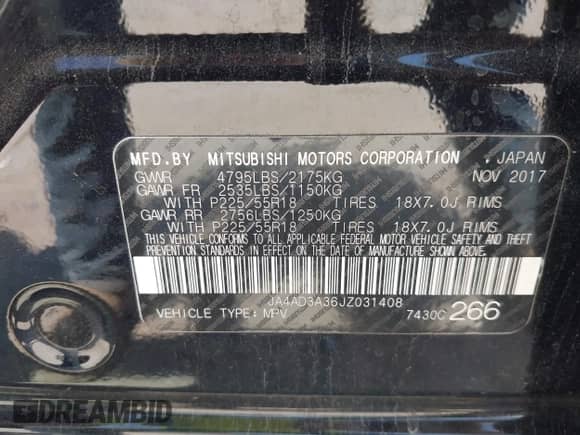 MFD.BY MITSUBISHI MOTORS CORPORATION , JAPAN
GVWR 4795LBS/2175KG NOV 2017
GAWR FR 2535LBS/1150KG
WITH P225/55R18 TIRES 18X7.0J RIMS
GAWR RR 2756LBS/1250KG
WITH P225/55R18 TIRES 18X7.0J RIMS
THIS VEHICLE CONFORMS TO ALL APPLICABLE FEDERAL MOTOR VEHICLE SAFETY AND THEFT
PREVENTION STANDARDS IN EFFECT ON THE DATE OF MANUFACTURE SHOWN ABOVE.
JA4AD3A36JZ031408
VEHICLE TYPE: MPV 7430C 266
DREAMBID